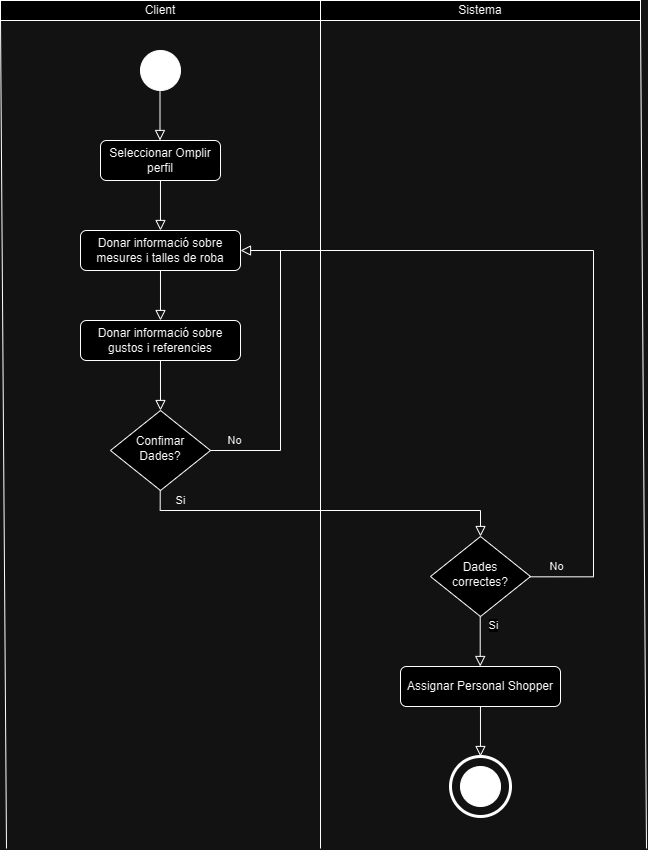 Client
Sistema
Seleccionar Omplir
perfil
Donar informació sobre
mesures i talles de roba
Donar informació sobre
gustos i referencies
Confimar
Dades?
No
Si
Dades
correctes?
No
Si
Assignar Personal Shopper